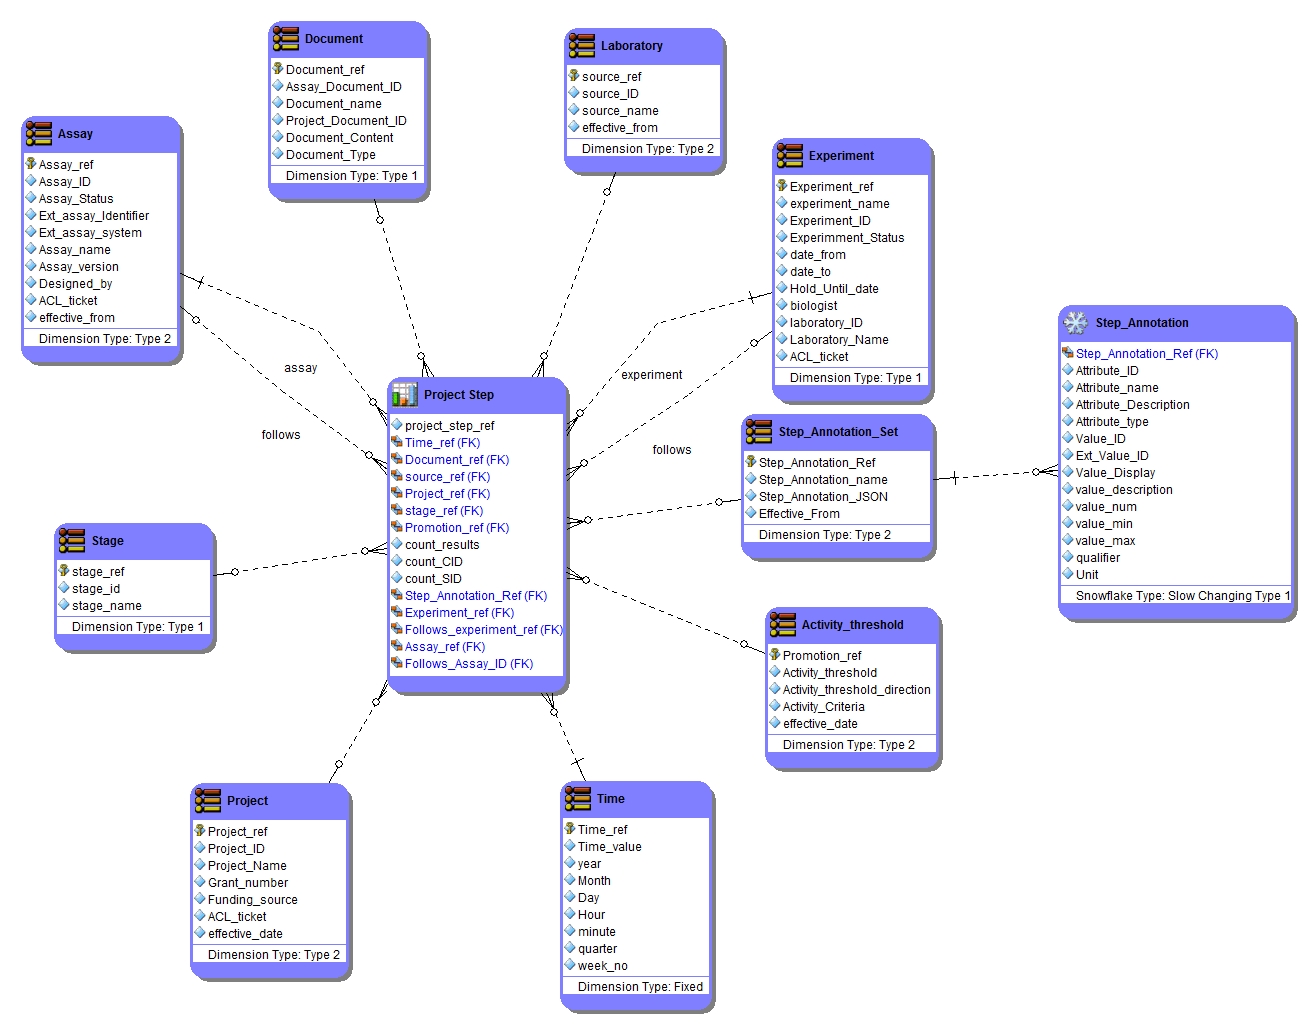 Document
Document_ref
Assay_Document_ID
Document_name
Project_Document_ID
Document_Content
Document_Type
Dimension Type: Type 1
Laboratory
source_ref
source_ID
source_name
effective_from
Dimension Type: Type 2
Assay
Assay_ref
Assay_ID
Assay_Status
Ext_assay_Identifier
Ext_assay_system
Assay_name
Assay_version
Designed_by
ACL_ticket
effective_from
Dimension Type: Type 2
Experiment
Experiment_ref
experiment_name
Experiment_ID
Experimment_Status
date_from
date_to
Hold_Until_date
biologist
laboratory_ID
Laboratory_Name
ACL_ticket
Dimension Type: Type 1
assay
follows
experiment
follows
Project Step
project_step_ref
Time_ref (FK)
Document_ref (FK)
source_ref (FK)
Project_ref (FK)
stage_ref (FK)
Promotion_ref (FK)
count_results
count_CID
count_SID
Step_Annotation_Ref (FK)
Experiment_ref (FK)
Follows_experiment_ref (FK)
Assay_ref (FK)
Follows_Assay_ID (FK)
Step_Annotation_Set
Step_Annotation_Ref
Step_Annotation_name
Step_Annotation_JSON
Effective_From
Dimension Type: Type 2
Step_Annotation
Step_Annotation_Ref (FK)
Attribute_ID
Attribute_name
Attribute_Description
Attribute_type
Value_ID
Ext_Value_ID
Value_Display
value_description
value_num
value_min
value_max
qualifier
Unit
Snowflake Type: Slow Changing Type 1
Stage
stage_ref
stage_id
stage_name
Dimension Type: Type 1
Activity_threshold
Promotion_ref
Activity_threshold
Activity_threshold_direction
Activity_Criteria
effective_date
Dimension Type: Type 2
Project
Project_ref
Project_ID
Project_Name
Grant_number
Funding_source
ACL_ticket
effective_date
Dimension Type: Type 2
Time
Time_ref
Time_value
year
Month
Day
Hour
minute
quarter
week_no
Dimension Type: Fixed